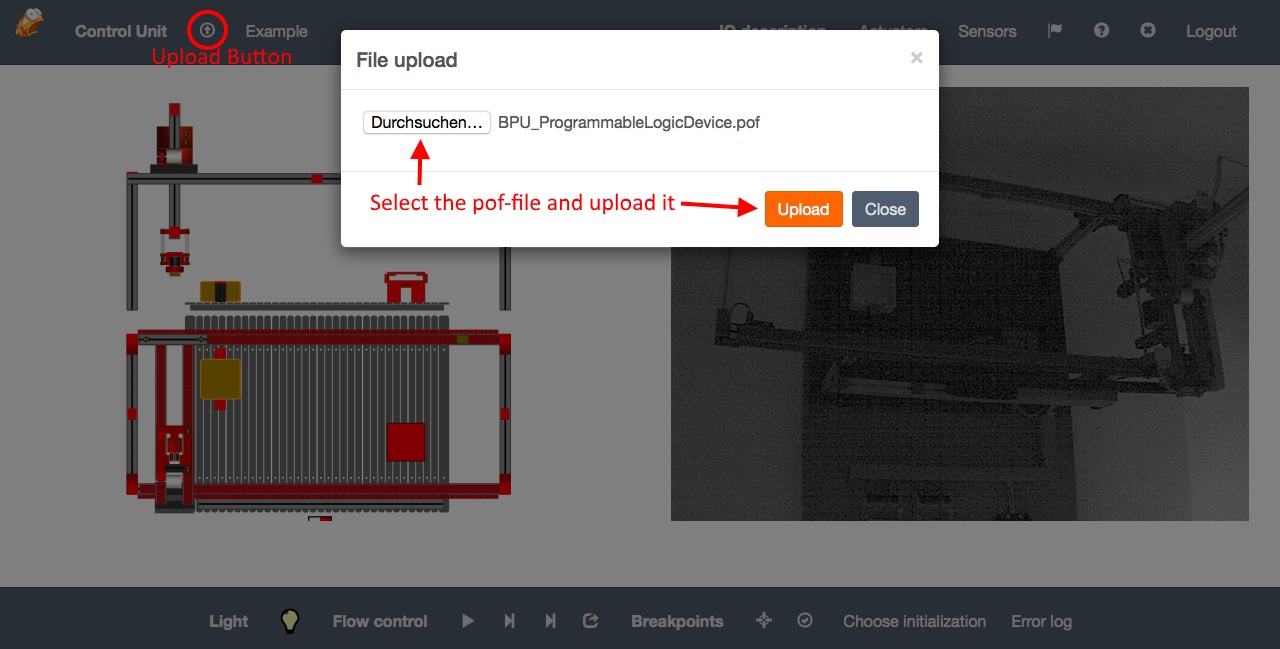 Control Unit
Example
IO description
Actuators
Sensors
Logout
Upload Button
File upload
×
Durchsuchen...
BPU_ProgrammableLogicDevice.pof
Select the pof-file and upload it
Upload
Close
Light
Flow control
Breakpoints
Choose initialization
Error log